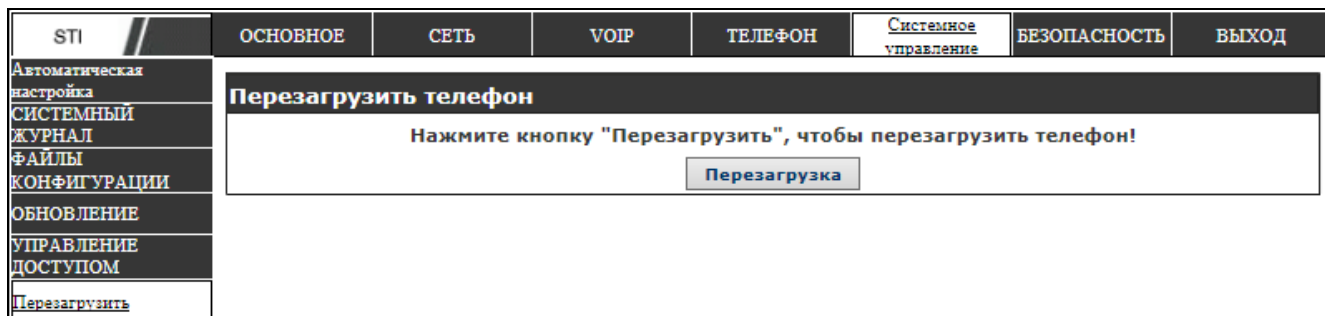 STI
ОСНОВНОЕ
СЕТЬ
VOIP
ТЕЛЕФОН
Системное
управление
БЕЗОПАСНОСТЬ
ВЫХОД
Автоматическая
настройка
СИСТЕМНЫЙ
ЖУРНАЛ
ФАЙЛЫ
КОНФИГУРАЦИИ
ОБНОВЛЕНИЕ
УПРАВЛЕНИЕ
ДОСТУПОМ
Перезагрузить
Перезагрузить телефон
Нажмите кнопку "Перезагрузить", чтобы перезагрузить телефон!
Перезагрузка